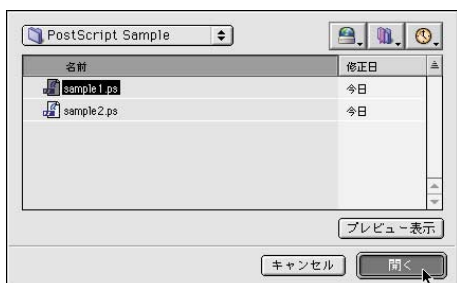 PostScript Sample
名前 修正日
sample1.ps 今日
sample2.ps 今日
プレビュー表示
キャンセル 開く